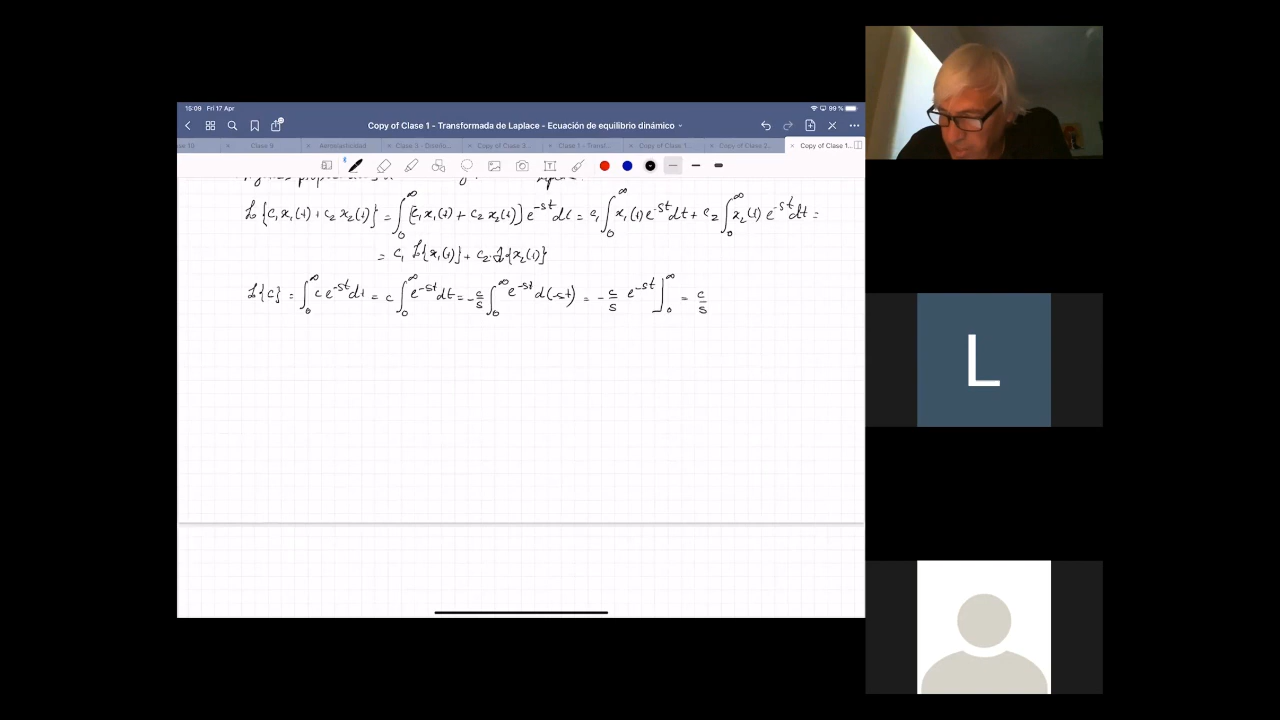 15:09 Fri 17 Apr 99 %
Copy of Clase 1 - Transformada de Laplace - Ecuación de equilibrio dinámico
Clase 9 Aeroelasticidad Clase 3 - Diseño... Copy of Clase 3... Clase 1 - Transf... Copy of Clase 1 Copy of Clase 2... Copy of Clase 1...
ℒ{c₁x₁(t) + c₂x₂(t)} = ∫₀^∞ [c₁x₁(t) + c₂x₂(t)] e^{-st} dt = c₁ ∫₀^∞ x₁(t) e^{-st} dt + c₂ ∫₀^∞ x₂(t) e^{-st} dt =
= c₁ ℒ{x₁(t)} + c₂ ℒ{x₂(t)}
ℒ{c} = ∫₀^∞ c e^{-st} dt = c ∫₀^∞ e^{-st} dt = -c/s ∫₀^∞ e^{-st} d(-st) = -c/s e^{-st}]₀^∞ = c/s
L